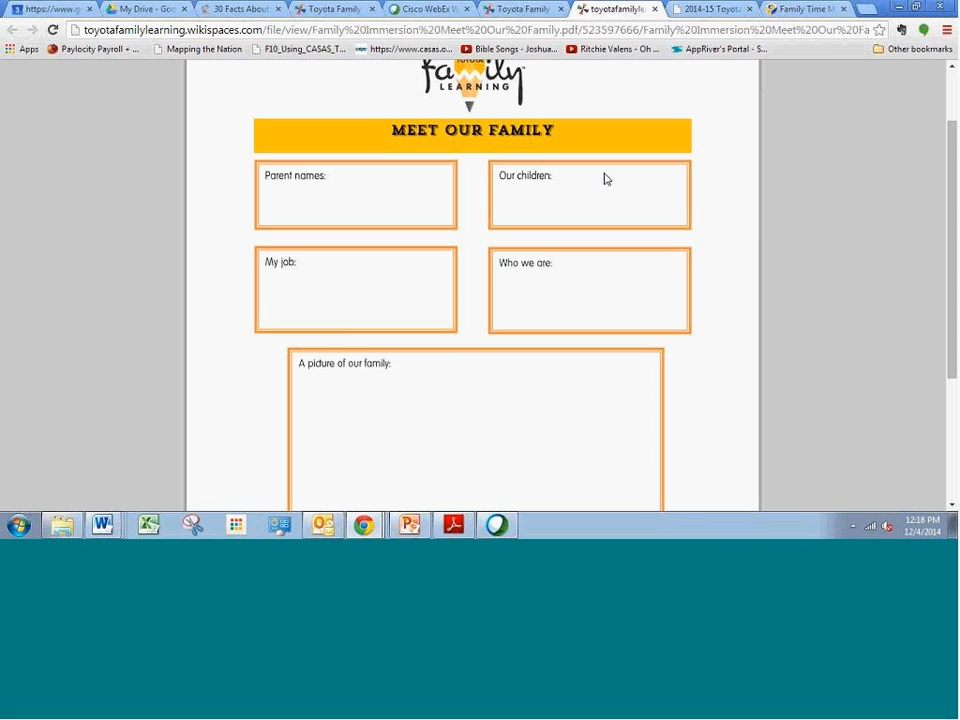 https://www.g
My Drive - Goo
30 Facts About
Toyota Family
Cisco WebEx
Toyota Family
toyotafamilyle
2014-15 Toyot
Family Time M
toyotafamilylearning.wikispaces.com/file/view/Family%20Immersion%20Meet%20Our%20Family.pdf/523597666/Family%20Immersion%20Meet%20Our%20Fa
Apps
Paylocity Payroll + ...
Mapping the Nation
F10_Using_CASAS_T...
https://www.casas.o...
Bible Songs - Joshua...
Ritchie Valens - Oh ...
AppRiver's Portal - S...
Other bookmarks
TOYOTA
family
LEARNING
MEET OUR FAMILY
Parent names:
Our children:
My job:
Who we are:
A picture of our family:
12:18 PM
12/4/2014